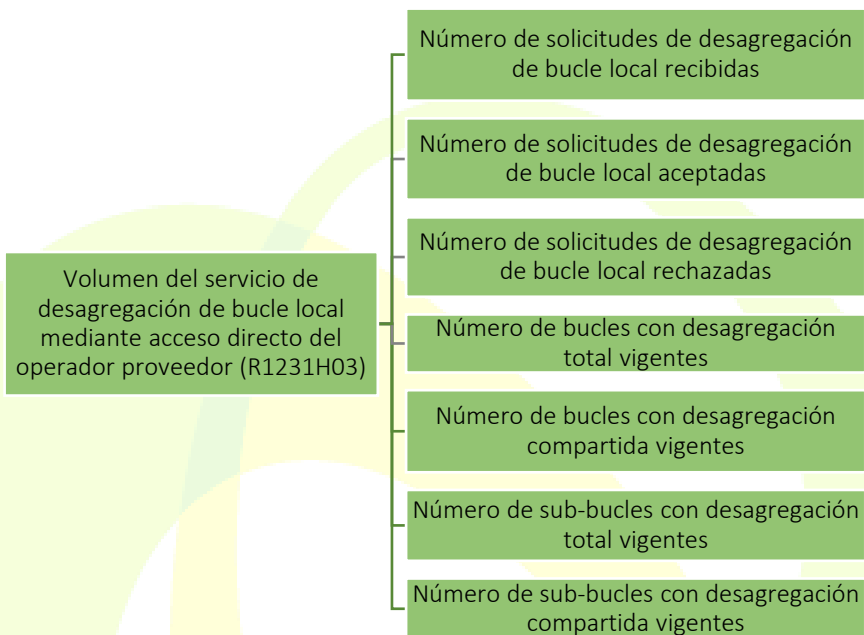 Número de solicitudes de desagregación
de bucle local recibidas
Número de solicitudes de desagregación
de bucle local aceptadas
Número de solicitudes de desagregación
de bucle local rechazadas
Volumen del servicio de
desagregación de bucle local
mediante acceso directo del
operador proveedor (R1231H03)
Número de bucles con desagregación
total vigentes
Número de bucles con desagregación
compartida vigentes
Número de sub-bucles con desagregación
total vigentes
Número de sub-bucles con desagregación
compartida vigentes